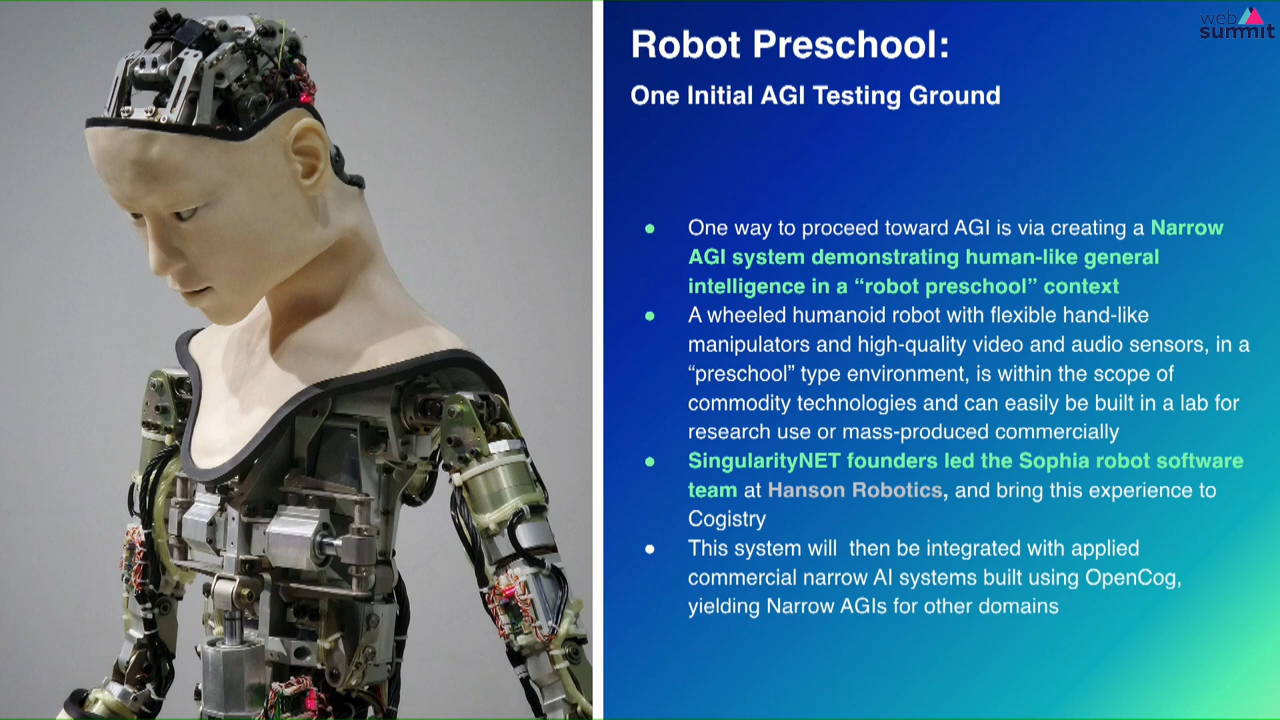 web
summit
Robot Preschool:
One Initial AGI Testing Ground
● One way to proceed toward AGI is via creating a Narrow
AGI system demonstrating human-like general
intelligence in a “robot preschool” context
● A wheeled humanoid robot with flexible hand-like
manipulators and high-quality video and audio sensors, in a
“preschool” type environment, is within the scope of
commodity technologies and can easily be built in a lab for
research use or mass-produced commercially
● SingularityNET founders led the Sophia robot software
team at Hanson Robotics, and bring this experience to
Cogistry
● This system will then be integrated with applied
commercial narrow AI systems built using OpenCog,
yielding Narrow AGIs for other domains